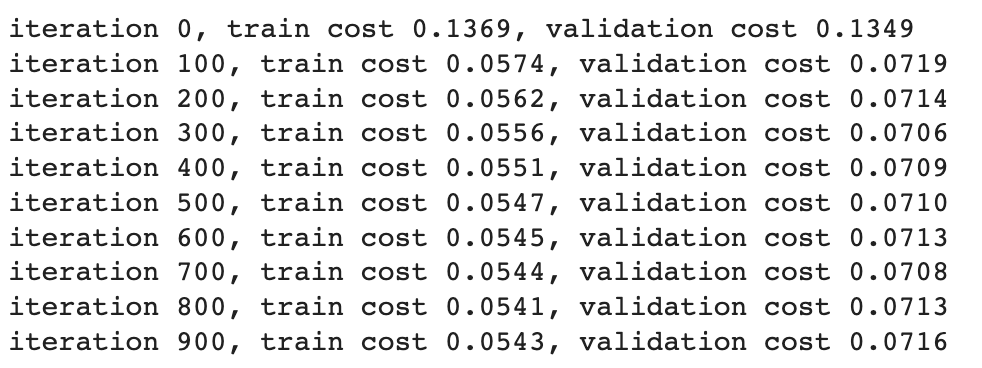 iteration 0, train cost 0.1369, validation cost 0.1349
iteration 100, train cost 0.0574, validation cost 0.0719
iteration 200, train cost 0.0562, validation cost 0.0714
iteration 300, train cost 0.0556, validation cost 0.0706
iteration 400, train cost 0.0551, validation cost 0.0709
iteration 500, train cost 0.0547, validation cost 0.0710
iteration 600, train cost 0.0545, validation cost 0.0713
iteration 700, train cost 0.0544, validation cost 0.0708
iteration 800, train cost 0.0541, validation cost 0.0713
iteration 900, train cost 0.0543, validation cost 0.0716